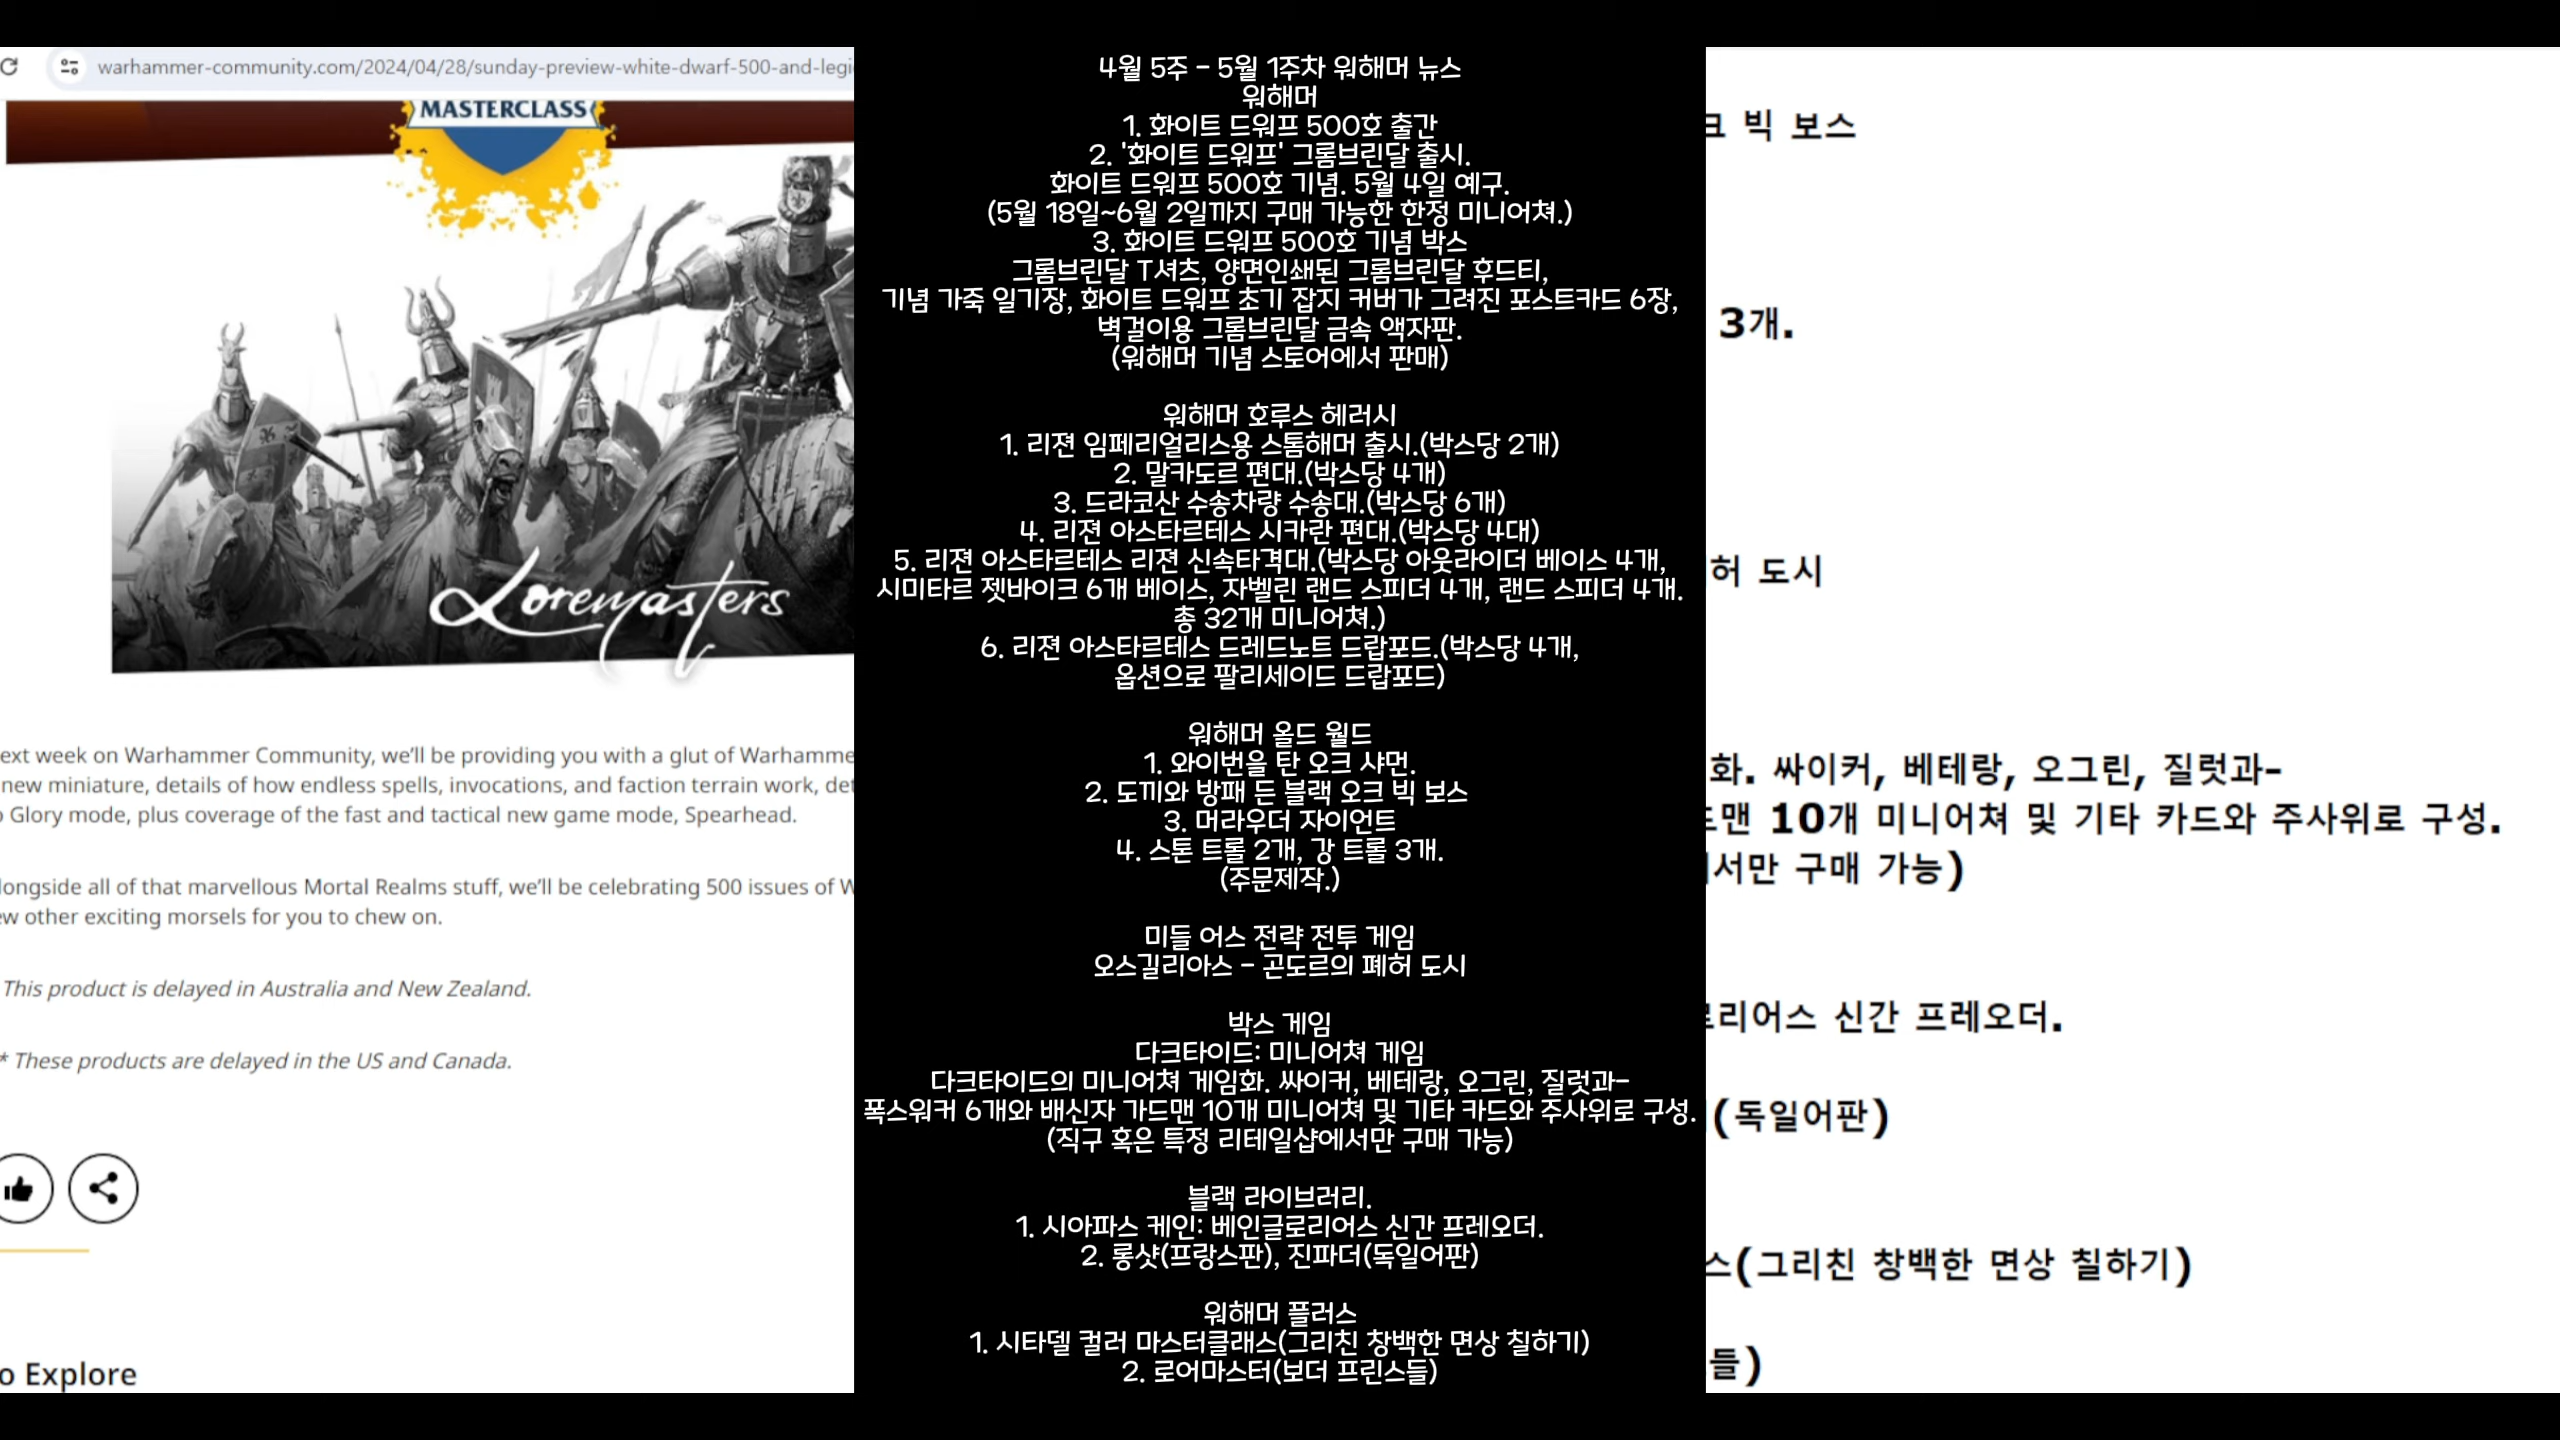 warhammer-community.com/2024/04/28/sunday-preview-white-dwarf-500-and-legi
MASTERCLASS
Loremasters
ext week on Warhammer Community, we'll be providing you with a glut of Warhamme
new miniature, details of how endless spells, invocations, and faction terrain work, det
o Glory mode, plus coverage of the fast and tactical new game mode, Spearhead.
longside all of that marvellous Mortal Realms stuff, we'll be celebrating 500 issues of W
ew other exciting morsels for you to chew on.
This product is delayed in Australia and New Zealand.
* These products are delayed in the US and Canada.
o Explore
4월 5주 - 5월 1주차 워해머 뉴스
워해머
1. 화이트 드워프 500호 출간
2. '화이트 드워프' 그롬브린달 출시.
화이트 드워프 500호 기념. 5월 4일 예구.
(5월 18일~6월 2일까지 구매 가능한 한정 미니어쳐.)
3. 화이트 드워프 500호 기념 박스
그롬브린달 T셔츠, 양면인쇄된 그롬브린달 후드티,
기념 가죽 일기장, 화이트 드워프 초기 잡지 커버가 그려진 포스트카드 6장,
벽걸이용 그롬브린달 금속 액자판.
(워해머 기념 스토어에서 판매)
워해머 호루스 헤러시
1. 리젼 임페리얼리스용 스톰해머 출시.(박스당 2개)
2. 말카도르 편대.(박스당 4개)
3. 드라코산 수송차량 수송대.(박스당 6개)
4. 리젼 아스타르테스 시카란 편대.(박스당 4대)
5. 리젼 아스타르테스 리젼 신속타격대.(박스당 아웃라이더 베이스 4개,
시미타르 젯바이크 6개 베이스, 자벨린 랜드 스피더 4개, 랜드 스피더 4개.
총 32개 미니어쳐.)
6. 리젼 아스타르테스 드레드노트 드랍포드.(박스당 4개,
옵션으로 팔리세이드 드랍포드)
워해머 올드 월드
1. 와이번을 탄 오크 샤먼.
2. 도끼와 방패 든 블랙 오크 빅 보스
3. 머라우더 자이언트
4. 스톤 트롤 2개, 강 트롤 3개.
(주문제작.)
미들 어스 전략 전투 게임
오스길리아스 - 곤도르의 폐허 도시
박스 게임
다크타이드: 미니어쳐 게임
다크타이드의 미니어쳐 게임화. 싸이커, 베테랑, 오그린, 질럿과-
폭스워커 6개와 배신자 가드맨 10개 미니어쳐 및 기타 카드와 주사위로 구성.
(직구 혹은 특정 리테일샵에서만 구매 가능)
블랙 라이브러리.
1. 시아파스 케인: 베인글로리어스 신간 프레오더.
2. 롱샷(프랑스판), 진파더(독일어판)
워해머 플러스
1. 시타델 컬러 마스터클래스(그리친 창백한 면상 칠하기)
2. 로어마스터(보더 프린스들)
크 빅 보스
3개.
허 도시
화. 싸이커, 베테랑, 오그린, 질럿과-
드맨 10개 미니어쳐 및 기타 카드와 주사위로 구성.
서만 구매 가능)
로리어스 신간 프레오더.
(독일어판)
스(그리친 창백한 면상 칠하기)
들)